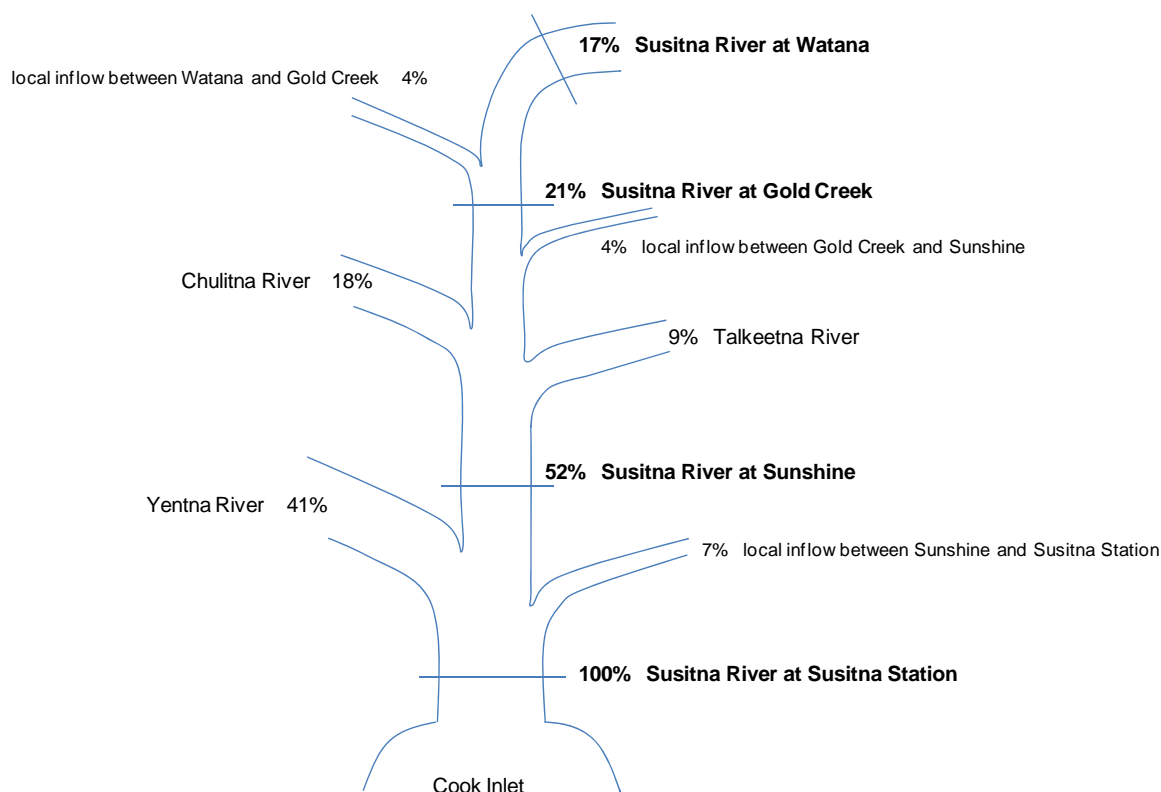 17% Susitna River at Watana
local inflow between Watana and Gold Creek 4%
21% Susitna River at Gold Creek
4% local inflow between Gold Creek and Sunshine
Chulitna River 18%
9% Talkeetna River
52% Susitna River at Sunshine
Yentna River 41%
7% local inflow between Sunshine and Susitna Station
100% Susitna River at Susitna Station
Cook Inlet